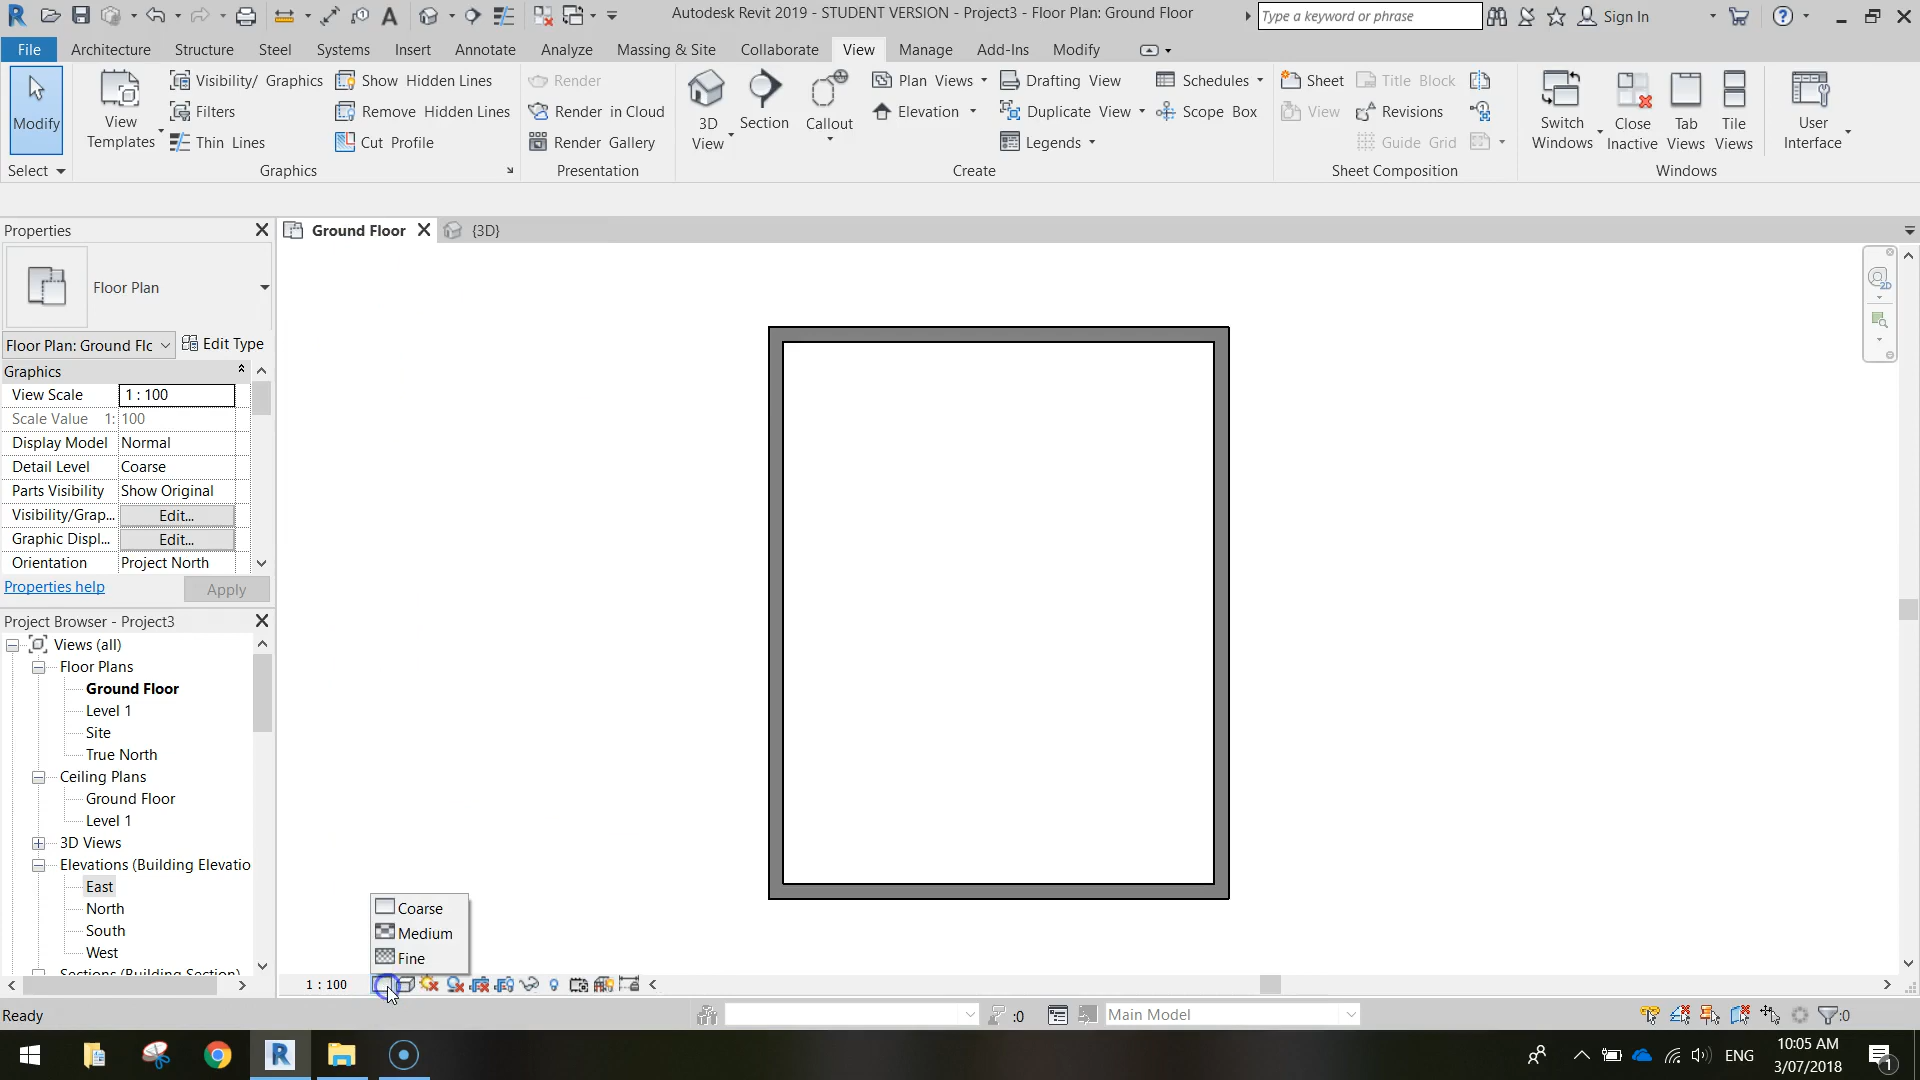 Autodesk Revit 2019 - STUDENT VERSION - Project3 - Floor Plan: Ground Floor
Type a keyword or phrase
Sign In
File Architecture Structure Steel Systems Insert Annotate Analyze Massing & Site Collaborate View Manage Add-Ins Modify
Modify
View Templates
Visibility/ Graphics
Filters
Thin Lines
Show Hidden Lines
Remove Hidden Lines
Cut Profile
Render
Render in Cloud
Render Gallery
3D View
Section
Callout
Plan Views
Elevation
Drafting View
Duplicate View
Legends
Schedules
Scope Box
Sheet
View
Title Block
Revisions
Guide Grid
Switch Windows
Close Inactive
Tab Views
Tile Views
User Interface
Select Graphics Presentation Create Sheet Composition Windows
Properties
Ground Floor
{3D}
2D
Floor Plan
Floor Plan: Ground Flc
Edit Type
Graphics
View Scale 1 : 100
Scale Value 1: 100
Display Model Normal
Detail Level Coarse
Parts Visibility Show Original
Visibility/Grap... Edit...
Graphic Displ... Edit...
Orientation Project North
Properties help Apply
Project Browser - Project3
Views (all)
Floor Plans
Ground Floor
Level 1
Site
True North
Ceiling Plans
Ground Floor
Level 1
3D Views
Elevations (Building Elevatio
East
North
South
West
Sections (Building Section)
Coarse
Medium
Fine
1 : 100
Ready
:0
Main Model
:0
ENG
10:05 AM
3/07/2018
1